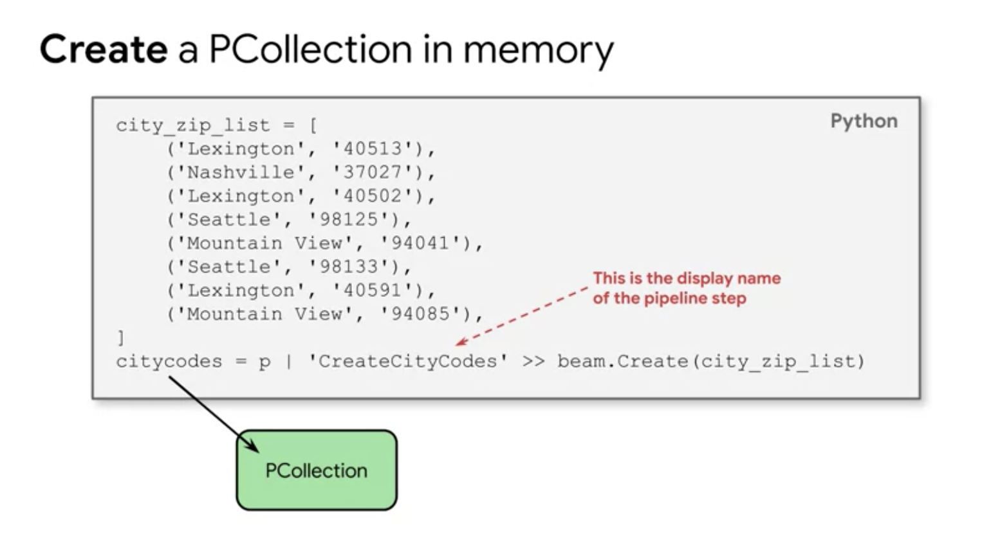 Create a PCollection in memory
Python
city_zip_list = [
    ('Lexington', '40513'),
    ('Nashville', '37027'),
    ('Lexington', '40502'),
    ('Seattle', '98125'),
    ('Mountain View', '94041'),
    ('Seattle', '98133'),
    ('Lexington', '40591'),
    ('Mountain View', '94085'),
]
citycodes = p | 'CreateCityCodes' >> beam.Create(city_zip_list)
This is the display name
of the pipeline step
PCollection